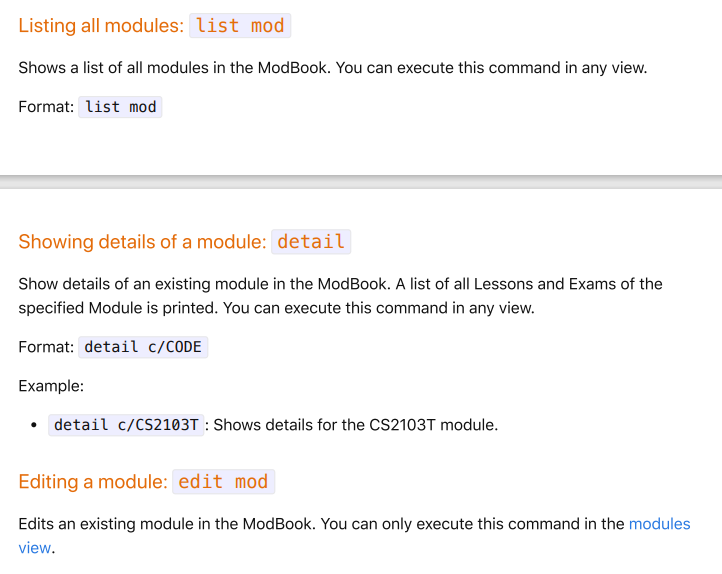 Listing all modules: list mod
Shows a list of all modules in the ModBook. You can execute this command in any view.
Format: list mod
Showing details of a module: detail
Show details of an existing module in the ModBook. A list of all Lessons and Exams of the
specified Module is printed. You can execute this command in any view.
Format: detail c/CODE
Example:
• detail c/CS2103T: Shows details for the CS2103T module.
Editing a module: edit mod
Edits an existing module in the ModBook. You can only execute this command in the modules
view.